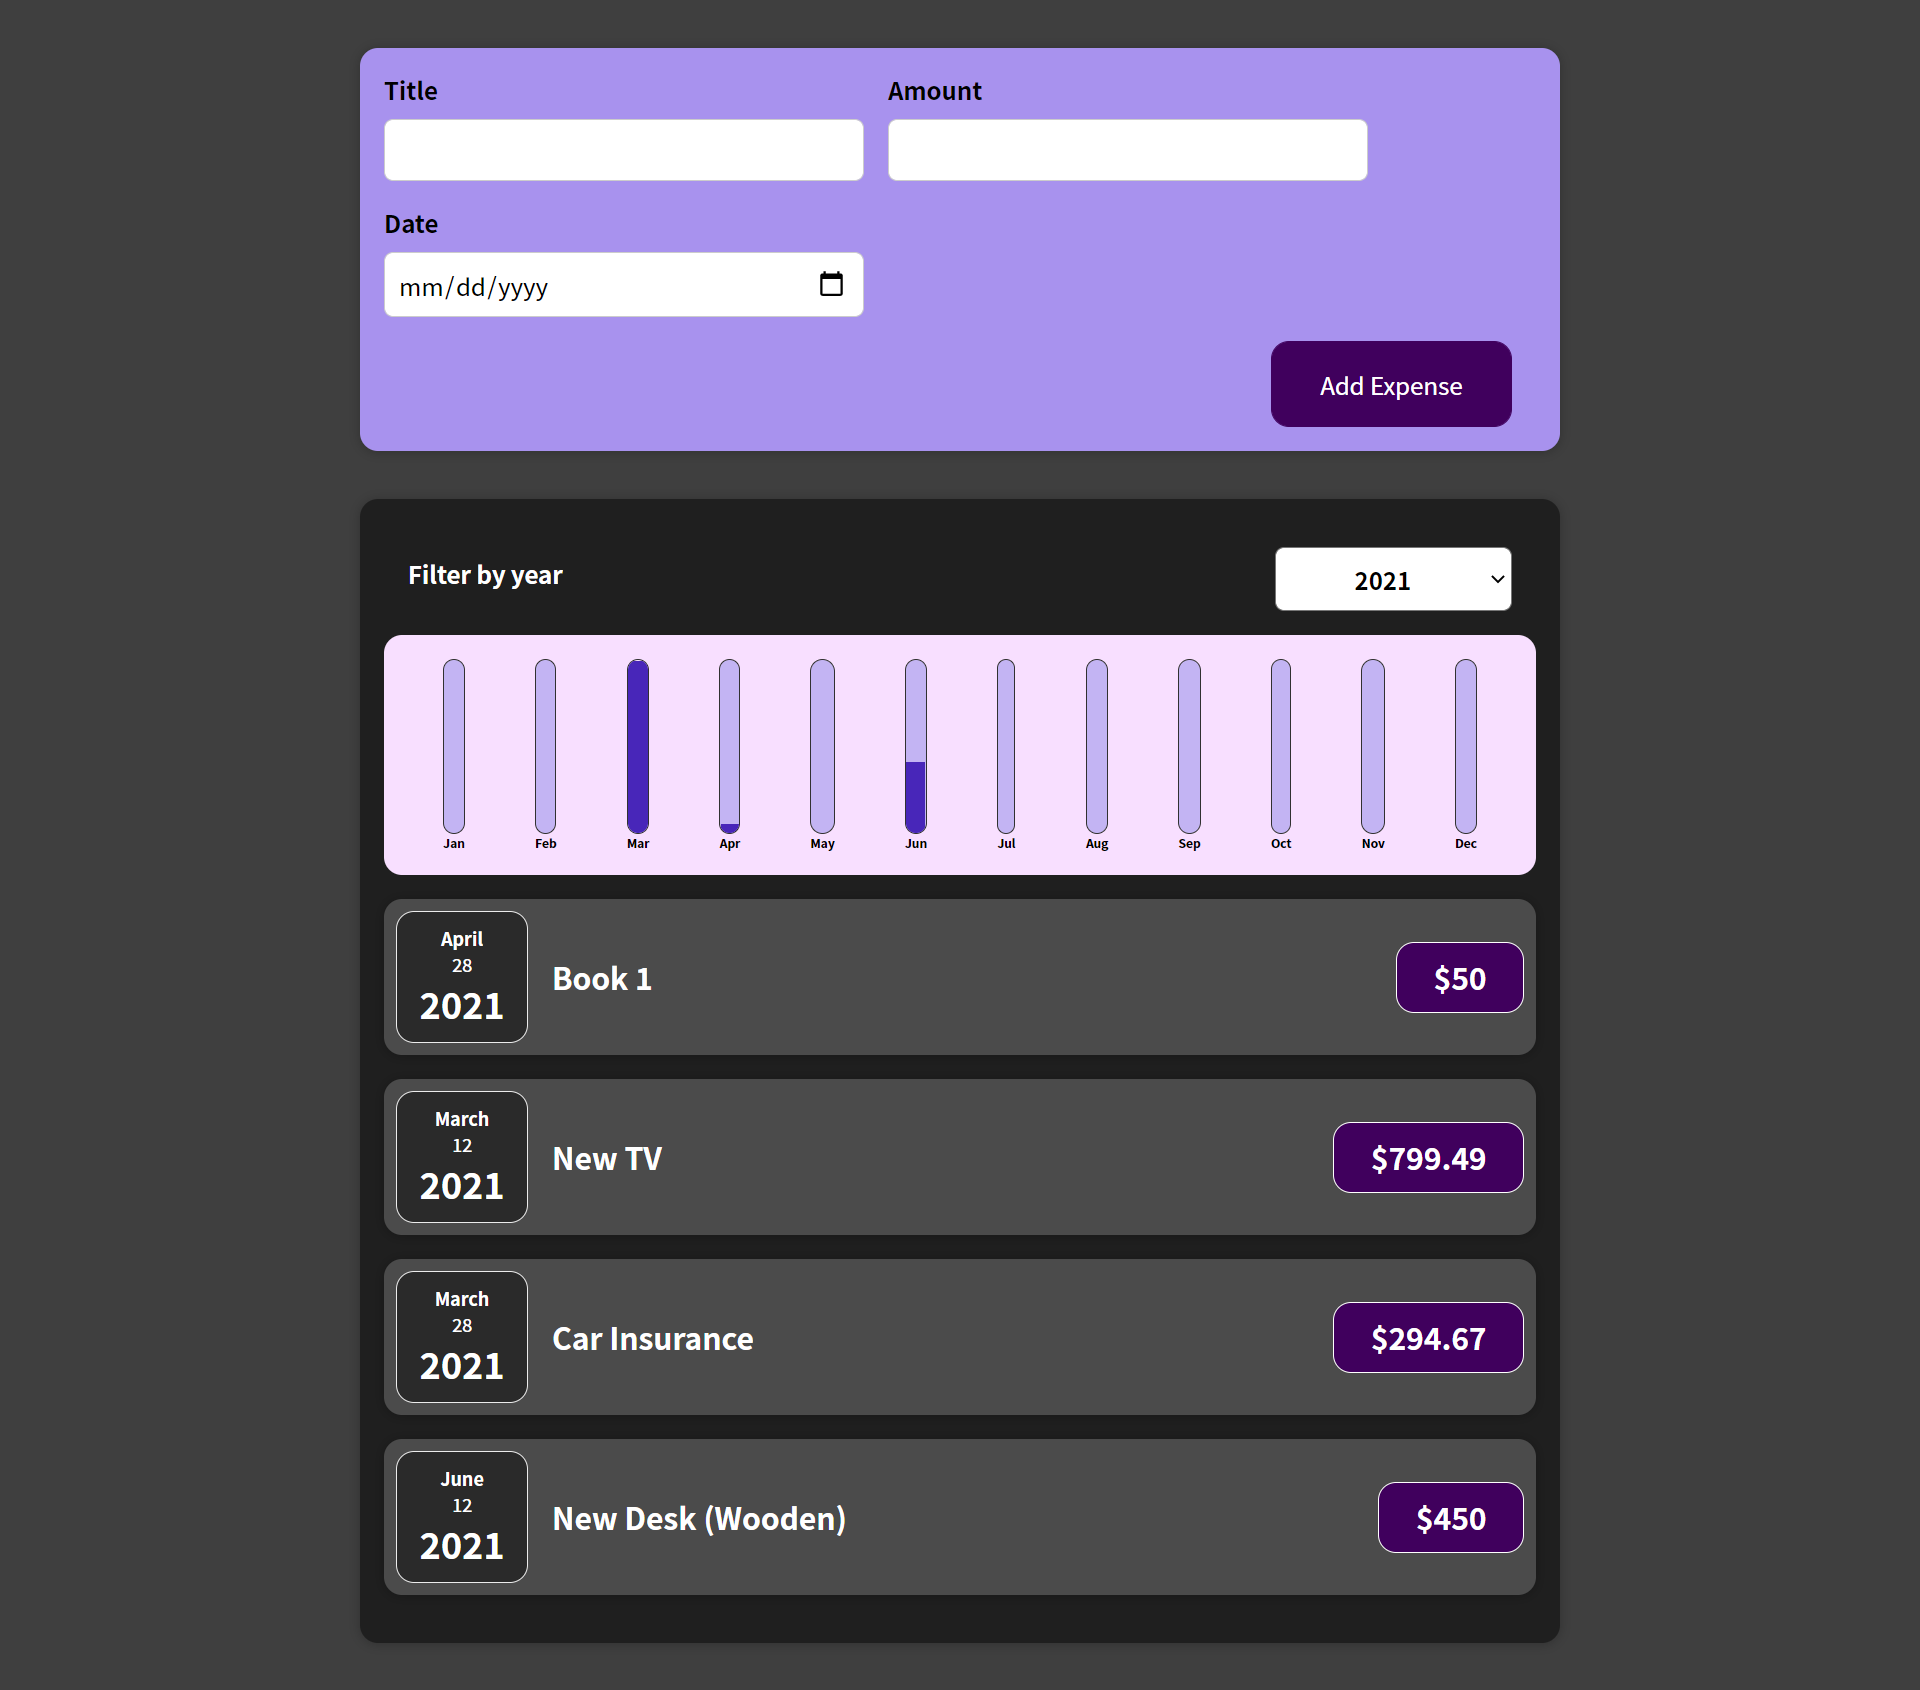 Title
Amount
Date
mm/dd/yyyy
Add Expense
Filter by year
2021
Jan
Feb
Mar
Apr
May
Jun
Jul
Aug
Sep
Oct
Nov
Dec
April
28
2021
Book 1
$50
March
12
2021
New TV
$799.49
March
28
2021
Car Insurance
$294.67
June
12
2021
New Desk (Wooden)
$450